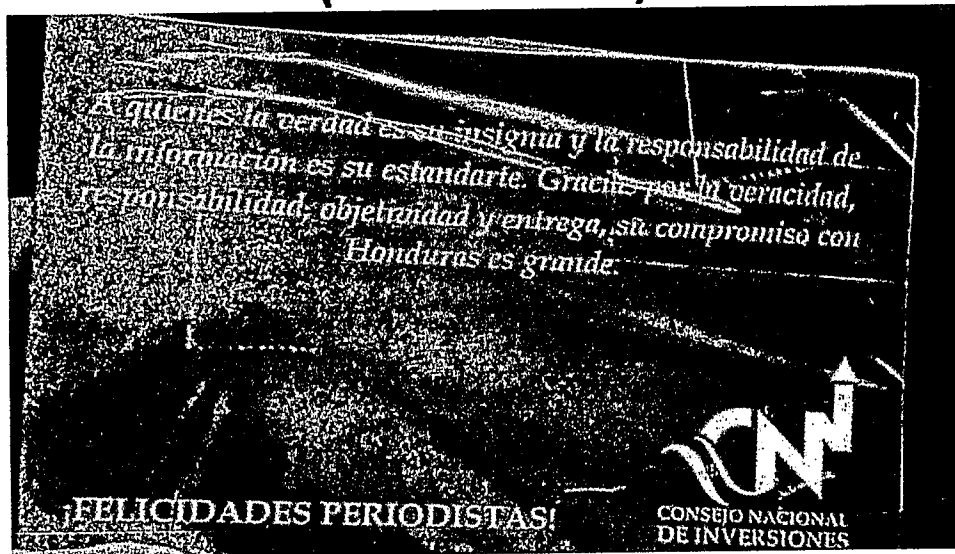 A quienes la verdad es su insignia y la responsabilidad de
la información es su estandarte. Gracias por la veracidad,
responsabilidad, objetividad y entrega, su compromiso con
Honduras es grande.
CNI
¡FELICIDADES PERIODISTAS!
CONSEJO NACIONAL
DE INVERSIONES